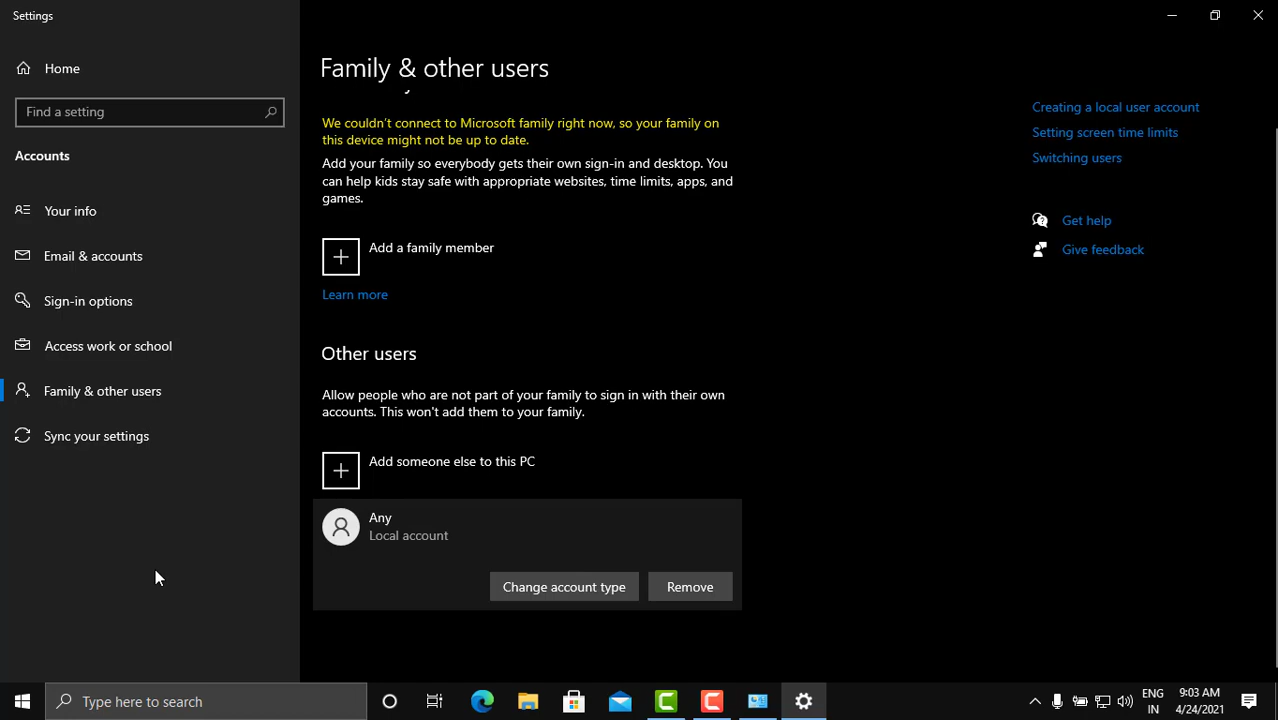 Settings
Home
Find a setting
Accounts
Your info
Email & accounts
Sign-in options
Access work or school
Family & other users
Sync your settings
Family & other users
We couldn't connect to Microsoft family right now, so your family on
this device might not be up to date.
Add your family so everybody gets their own sign-in and desktop. You
can help kids stay safe with appropriate websites, time limits, apps, and
games.
Add a family member
Learn more
Other users
Allow people who are not part of your family to sign in with their own
accounts. This won't add them to your family.
Add someone else to this PC
Any
Local account
Change account type
Remove
Creating a local user account
Setting screen time limits
Switching users
Get help
Give feedback
Type here to search
ENG
IN
9:03 AM
4/24/2021